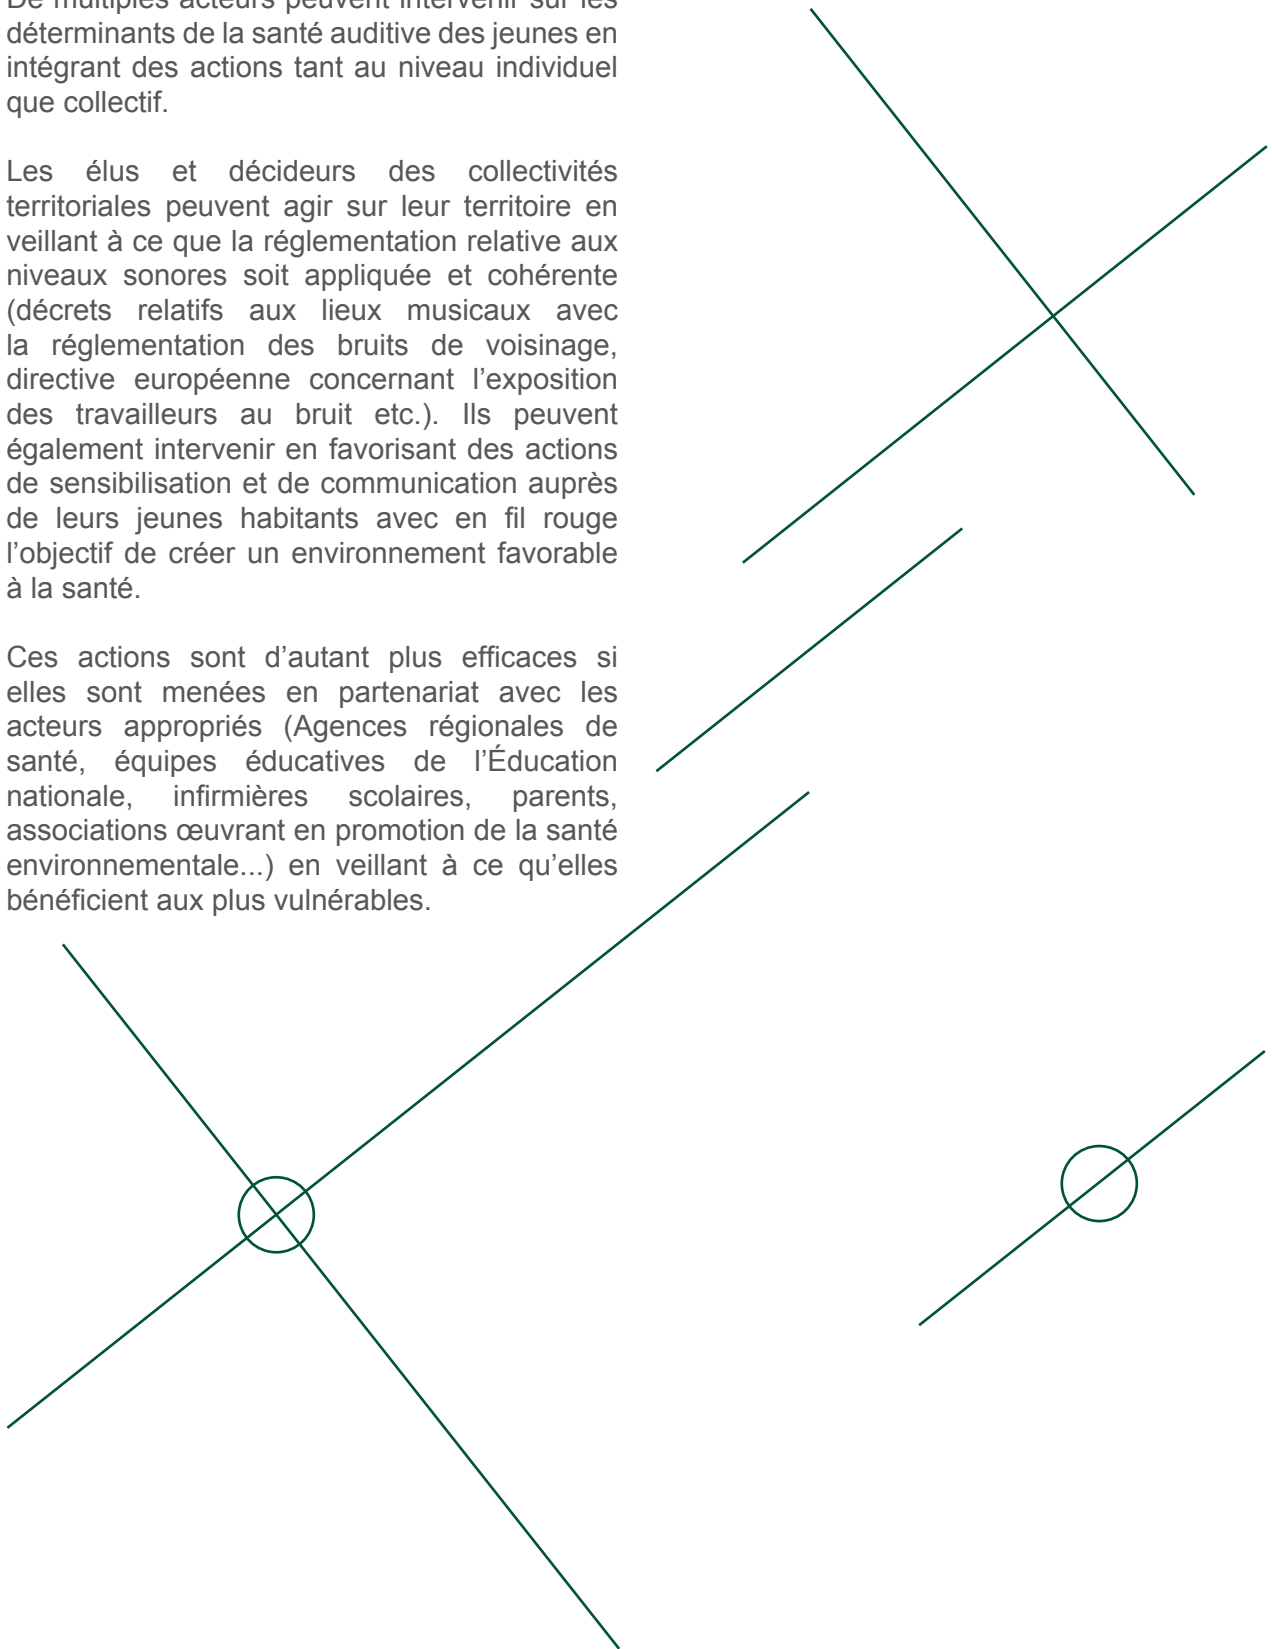 De multiples acteurs peuvent intervenir sur les
déterminants de la santé auditive des jeunes en
intégrant des actions tant au niveau individuel
que collectif.
Les élus et décideurs des collectivités
territoriales peuvent agir sur leur territoire en
veillant à ce que la réglementation relative aux
niveaux sonores soit appliquée et cohérente
(décrets relatifs aux lieux musicaux avec
la réglementation des bruits de voisinage,
directive européenne concernant l’exposition
des travailleurs au bruit etc.). Ils peuvent
également intervenir en favorisant des actions
de sensibilisation et de communication auprès
de leurs jeunes habitants avec en fil rouge
l’objectif de créer un environnement favorable
à la santé.
Ces actions sont d’autant plus efficaces si
elles sont menées en partenariat avec les
acteurs appropriés (Agences régionales de
santé, équipes éducatives de l’Éducation
nationale, infirmières scolaires, parents,
associations œuvrant en promotion de la santé
environnementale...) en veillant à ce qu’elles
bénéficient aux plus vulnérables.